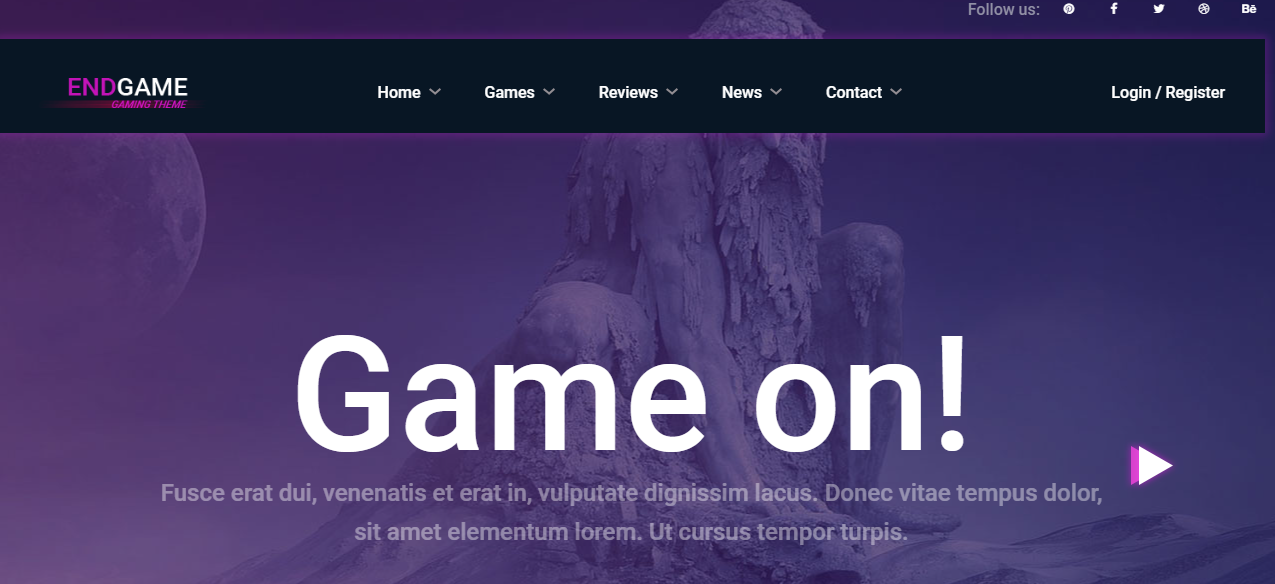 Follow us:
ENDGAME
GAMING THEME
Home
Games
Reviews
News
Contact
Login / Register
Game on!
Fusce erat dui, venenatis et erat in, vulputate dignissim lacus. Donec vitae tempus dolor,
sit amet elementum lorem. Ut cursus tempor turpis.